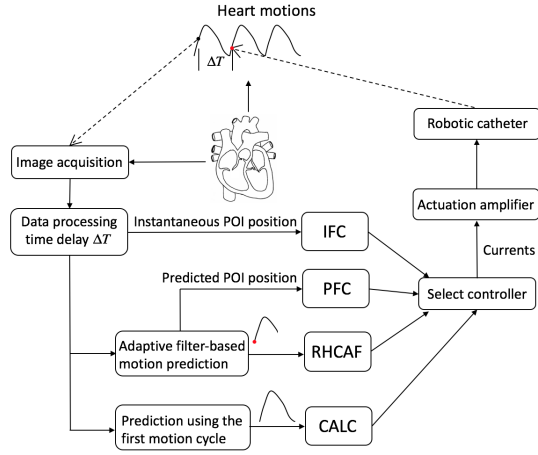 Heart motions
ΔT
Robotic catheter
Image acquisition
Actuation amplifier
Data processing
time delay ΔT
Instantaneous POI position
IFC
Currents
Predicted POI position
PFC
Select controller
Adaptive filter-based
motion prediction
RHCAF
Prediction using the
first motion cycle
CALC